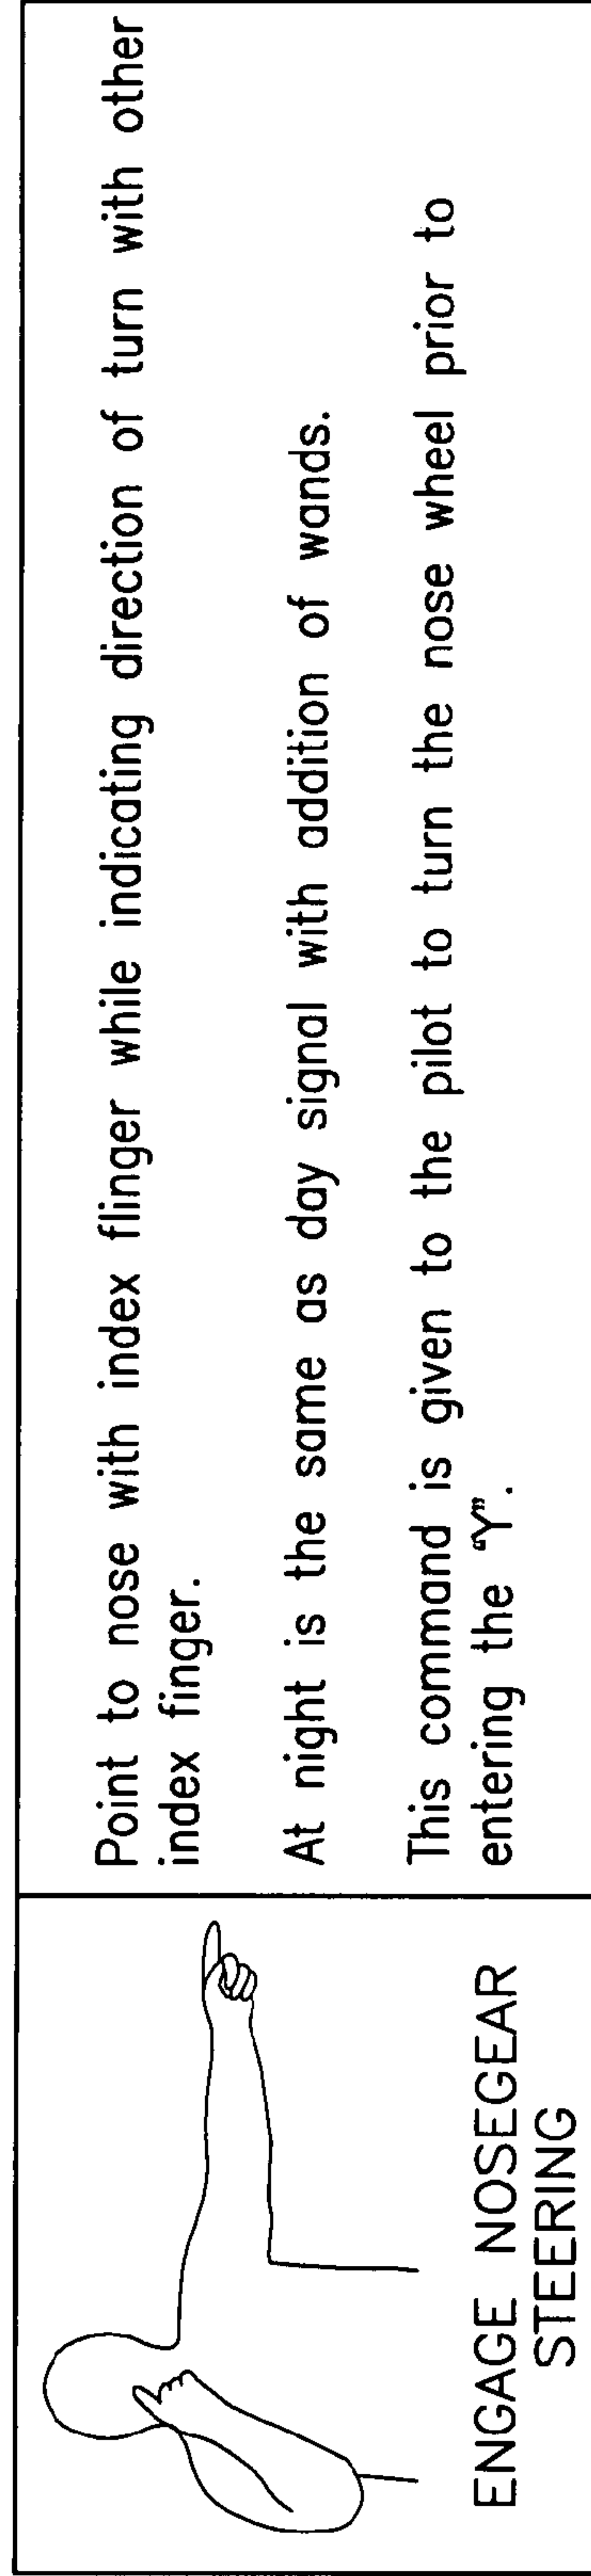 ENGAGE NOSEGEAR
STEERING
Point to nose with index flinger while indicating direction of turn with other
index finger.
At night is the same as day signal with addition of wands.
This command is given to the pilot to turn the nose wheel prior to
entering the “Y”.